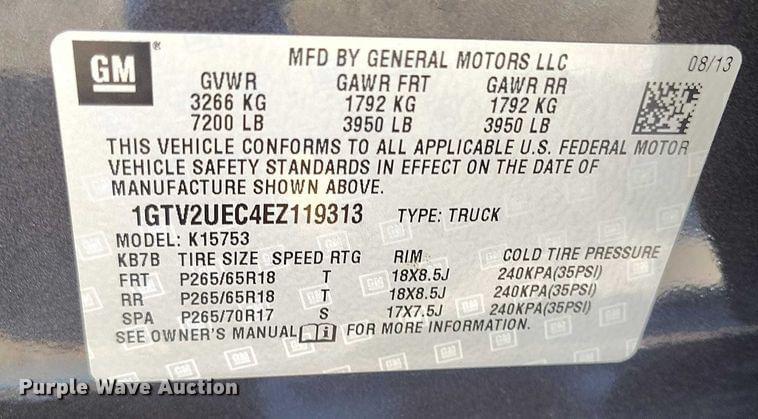 GM ® MFD BY GENERAL MOTORS LLC 08/13
GVWR GAWR FRT GAWR RR
3266 KG 1792 KG 1792 KG
7200 LB 3950 LB 3950 LB
THIS VEHICLE CONFORMS TO ALL APPLICABLE U.S. FEDERAL MOTOR
VEHICLE SAFETY STANDARDS IN EFFECT ON THE DATE OF
MANUFACTURE SHOWN ABOVE.
1GTV2UEC4EZ119313 TYPE: TRUCK
MODEL: K15753
KB7B TIRE SIZE SPEED RTG RIM COLD TIRE PRESSURE
FRT P265/65R18 T 18X8.5J 240KPA(35PSI)
RR P265/65R18 T 18X8.5J 240KPA(35PSI)
SPA P265/70R17 S 17X7.5J 240KPA(35PSI)
SEE OWNER'S MANUAL FOR MORE INFORMATION.
Purple Wave Auction